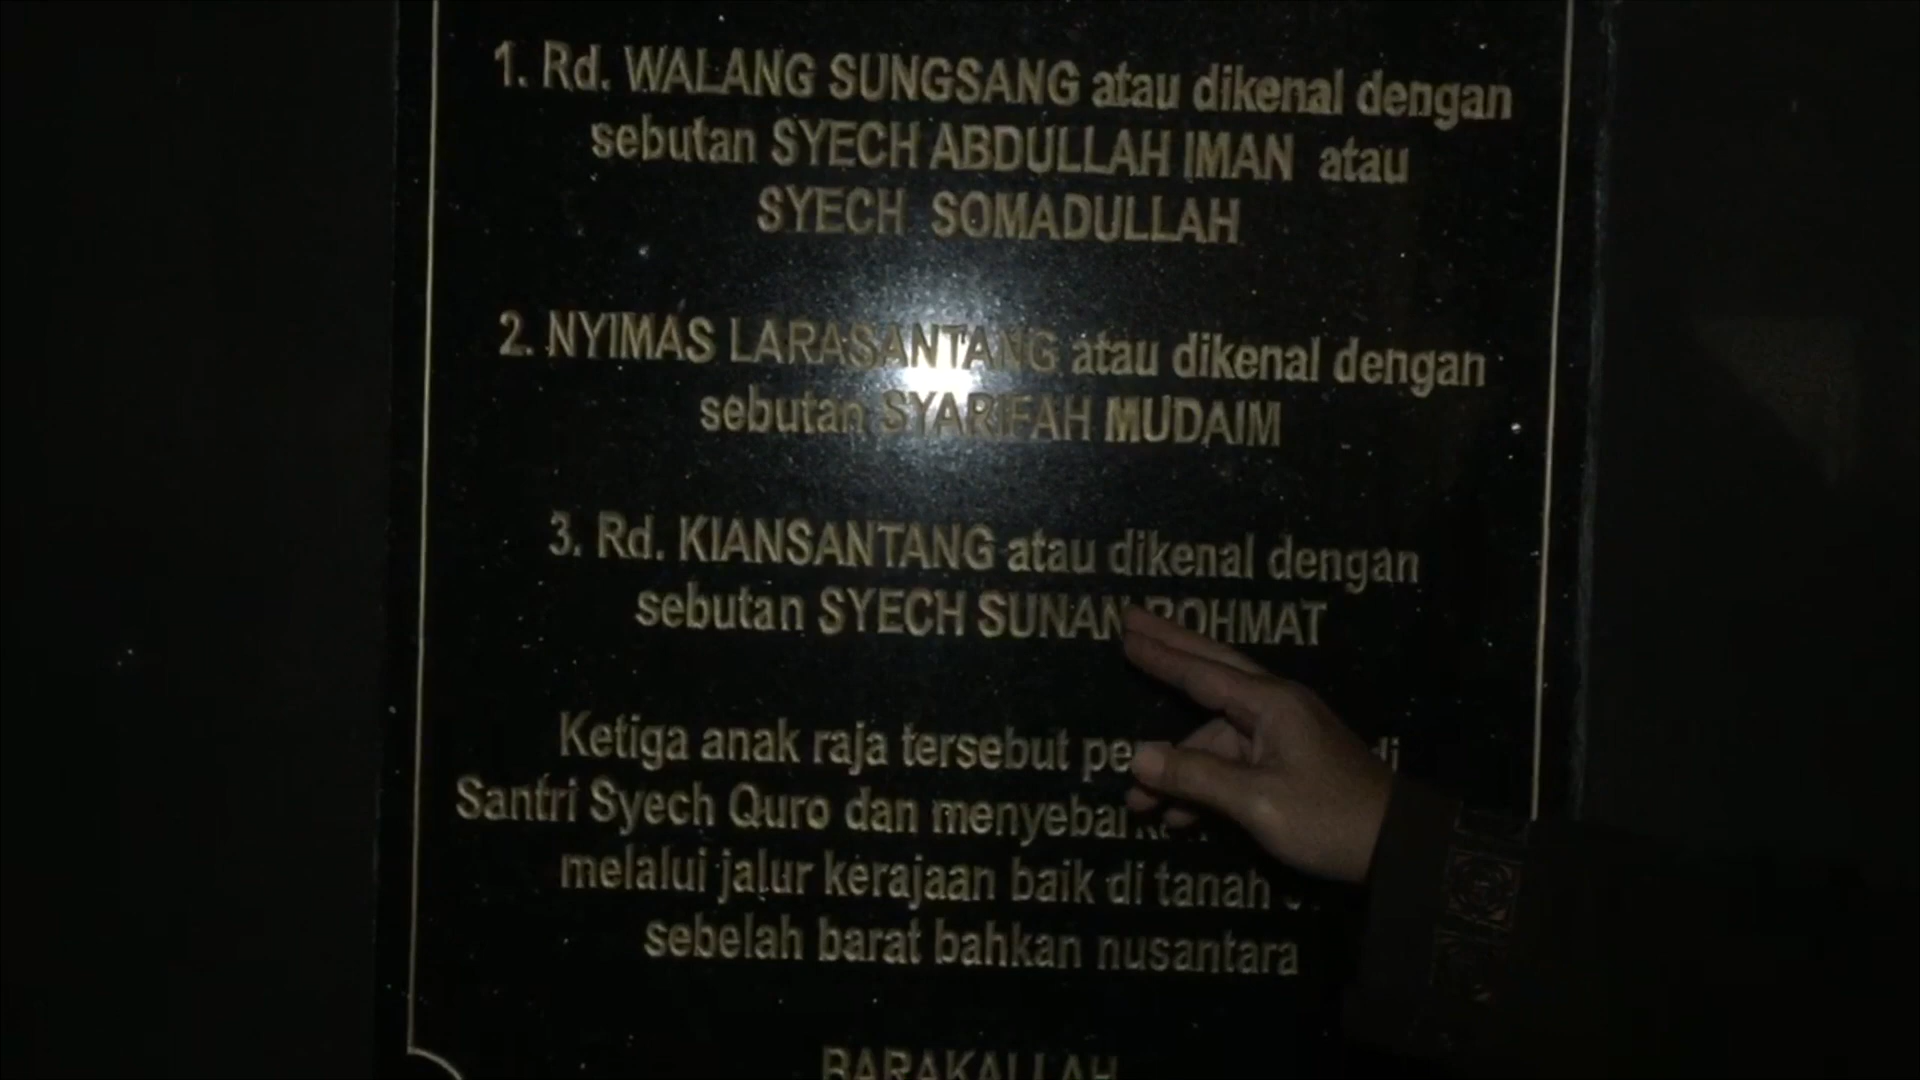 1. Rd. WALANG SUNGSANG atau dikenal dengan
sebutan SYECH ABDULLAH IMAN atau
SYECH SOMADULLAH
2. NYIMAS LARASANTANG atau dikenal dengan
sebutan SYARIFAH MUDAIM
3. Rd. KIANSANTANG atau dikenal dengan
sebutan SYECH SUNAN ROHMAT
Ketiga anak raja tersebut
Santri Syech Quro dan
melalui jalur kerajaan baik di tanah
sebelah barat bahkan nusantara
BARAKALLAH